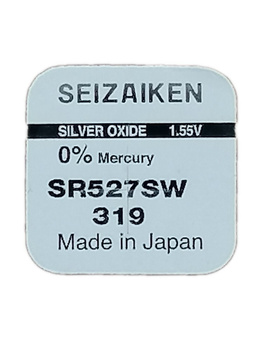 SEIZAIKEN
SILVER OXIDE 1.55V
0% Mercury
SR527SW
319
Made in Japan